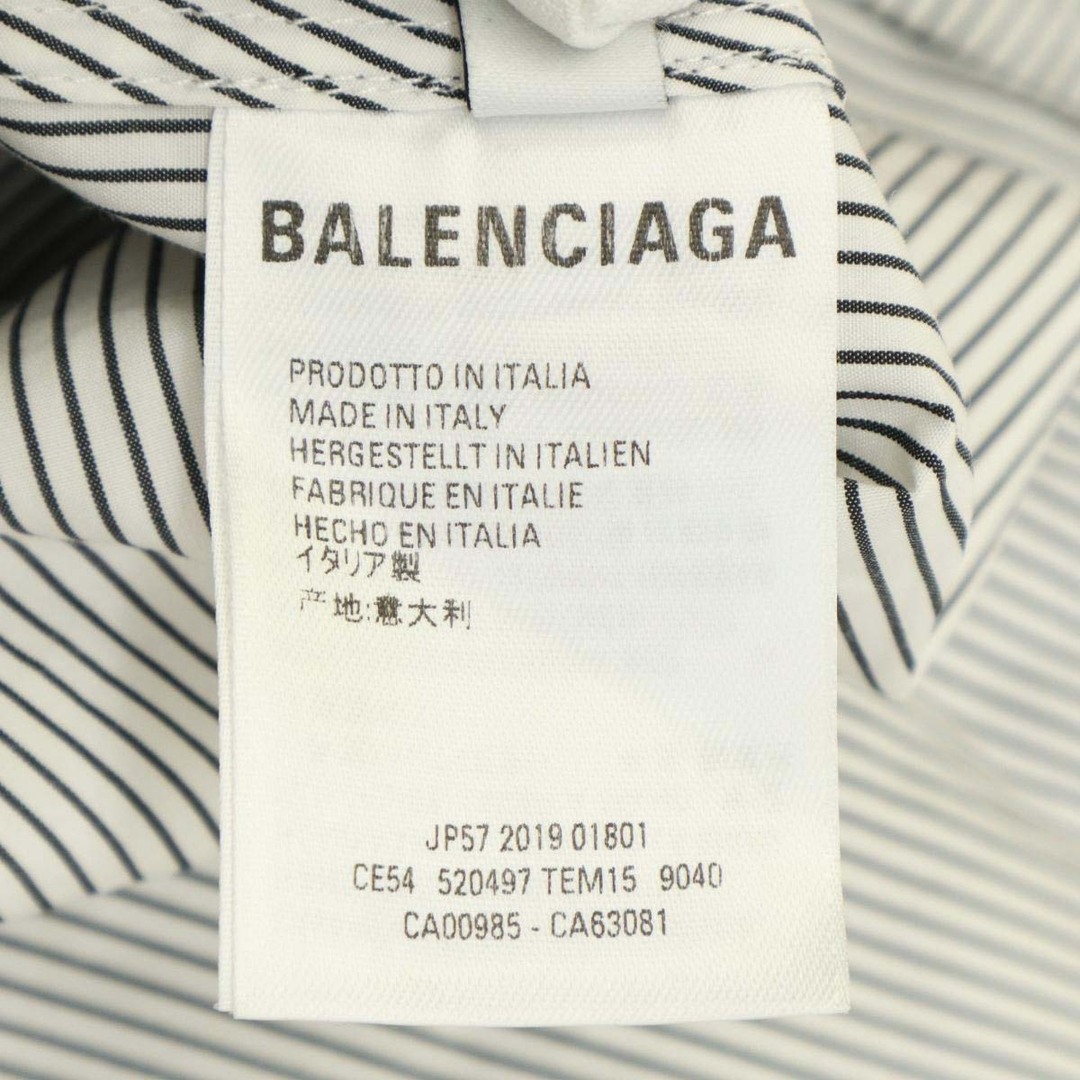 BALENCIAGA
PRODOTTO IN ITALIA
MADE IN ITALY
HERGESTELLT IN ITALIEN
FABRIQUE EN ITALIE
HECHO EN ITALIA
イタリア製
产地:意大利
JP57 2019 01801
CE54 520497 TEM15 9040
CA00985 - CA63081